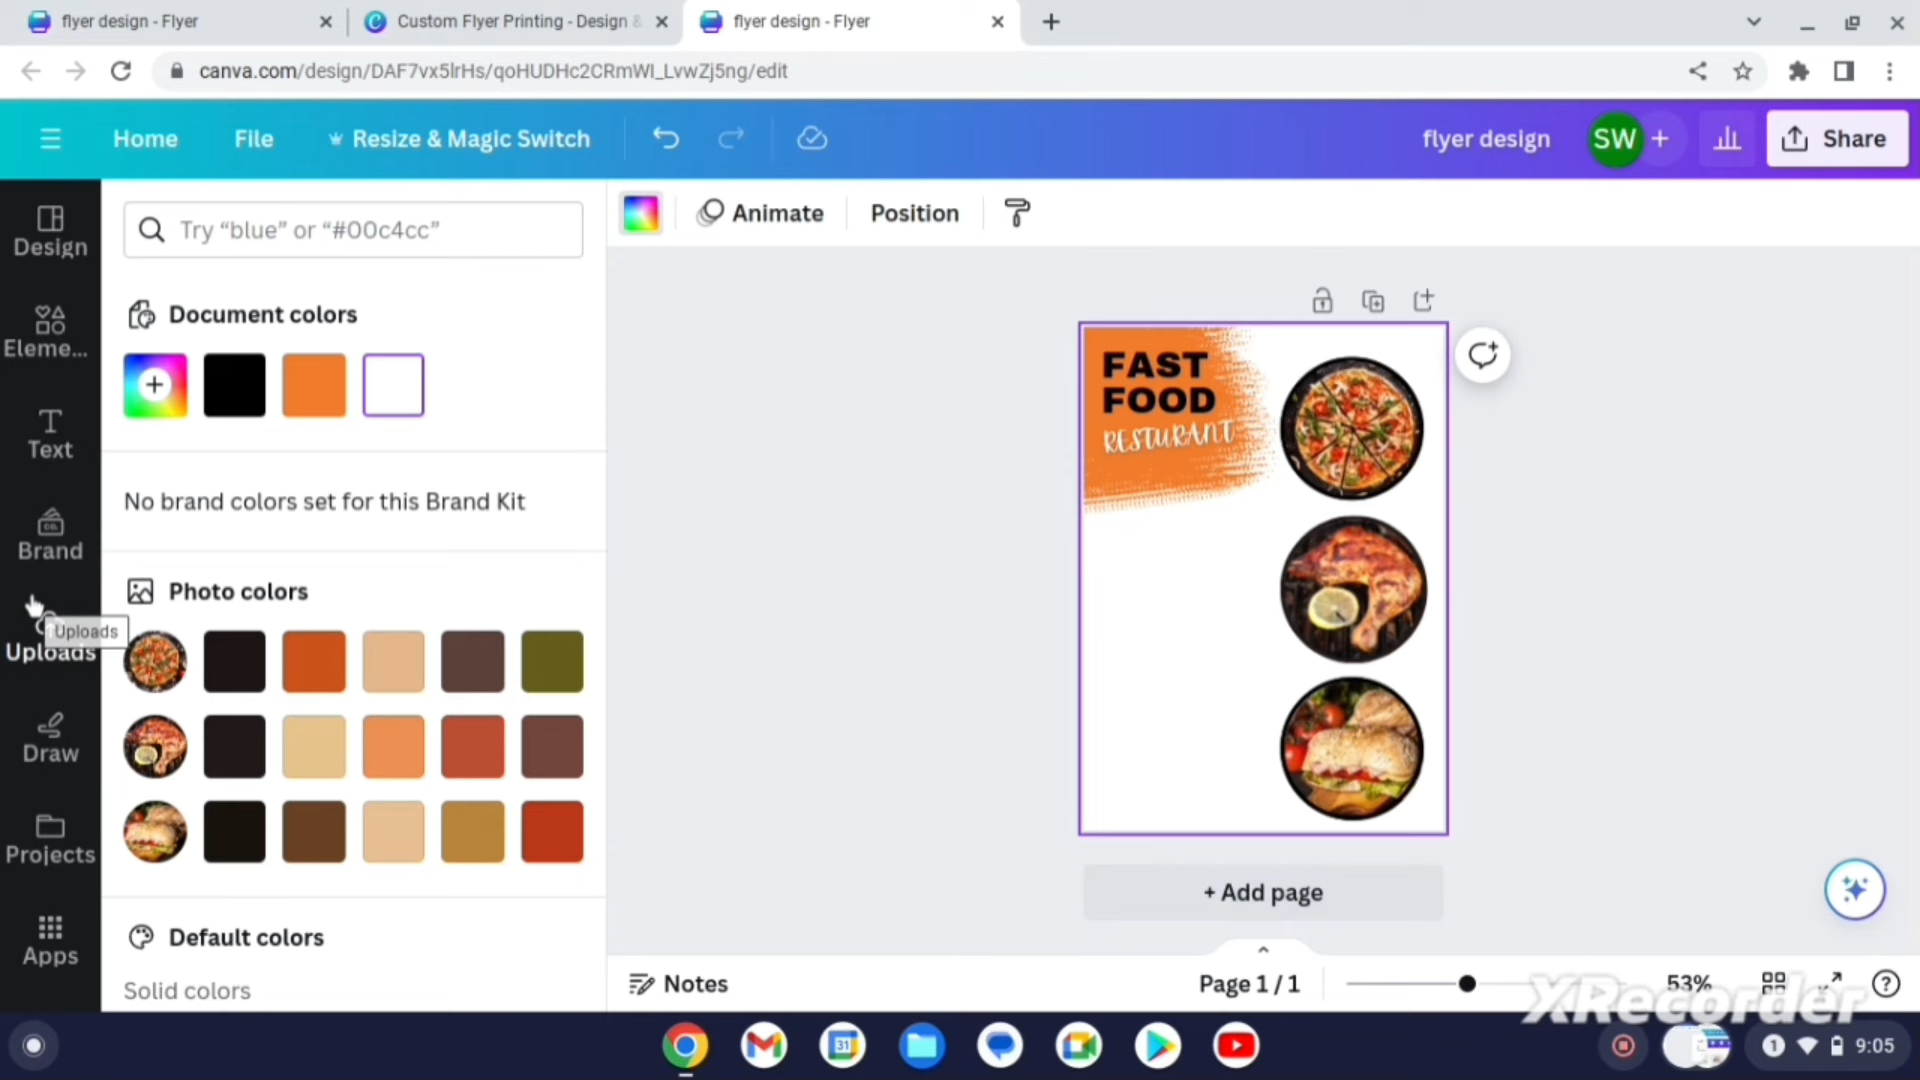 flyer design - Flyer
Custom Flyer Printing - Design &
flyer design - Flyer
canva.com/design/DAF7vx5lrHs/qoHUDHc2CRmWl_LvwZj5ng/edit
Home
File
Resize & Magic Switch
flyer design
SW
Share
Design
Eleme...
Text
Brand
Uploads
Uploads
Draw
Projects
Apps
Try “blue” or “#00c4cc”
Document colors
No brand colors set for this Brand Kit
Photo colors
Default colors
Solid colors
Animate
Position
FAST
FOOD
RESTURANT
+ Add page
Notes
Page 1 / 1
53%
XRecorder
31
1
9:05